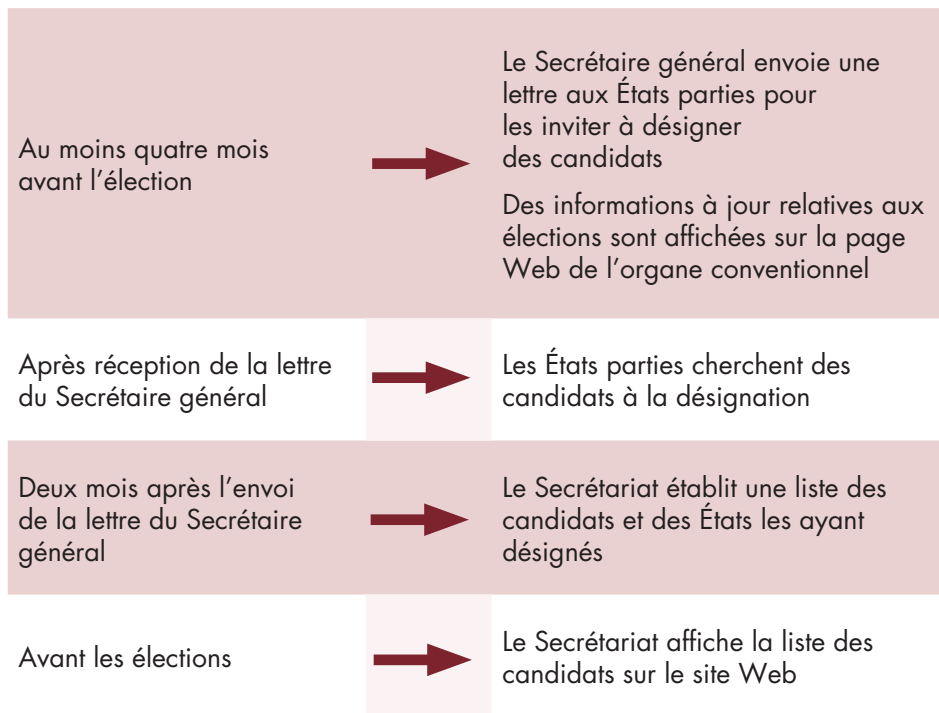 Au moins quatre mois
avant l'élection
Le Secrétaire général envoie une
lettre aux États parties pour
les inviter à désigner
des candidats
Des informations à jour relatives aux
élections sont affichées sur la page
Web de l'organe conventionnel
Après réception de la lettre
du Secrétaire général
Les États parties cherchent des
candidats à la désignation
Deux mois après l'envoi
de la lettre du Secrétaire
général
Le Secrétariat établit une liste des
candidats et des États les ayant
désignés
Avant les élections
Le Secrétariat affiche la liste des
candidats sur le site Web